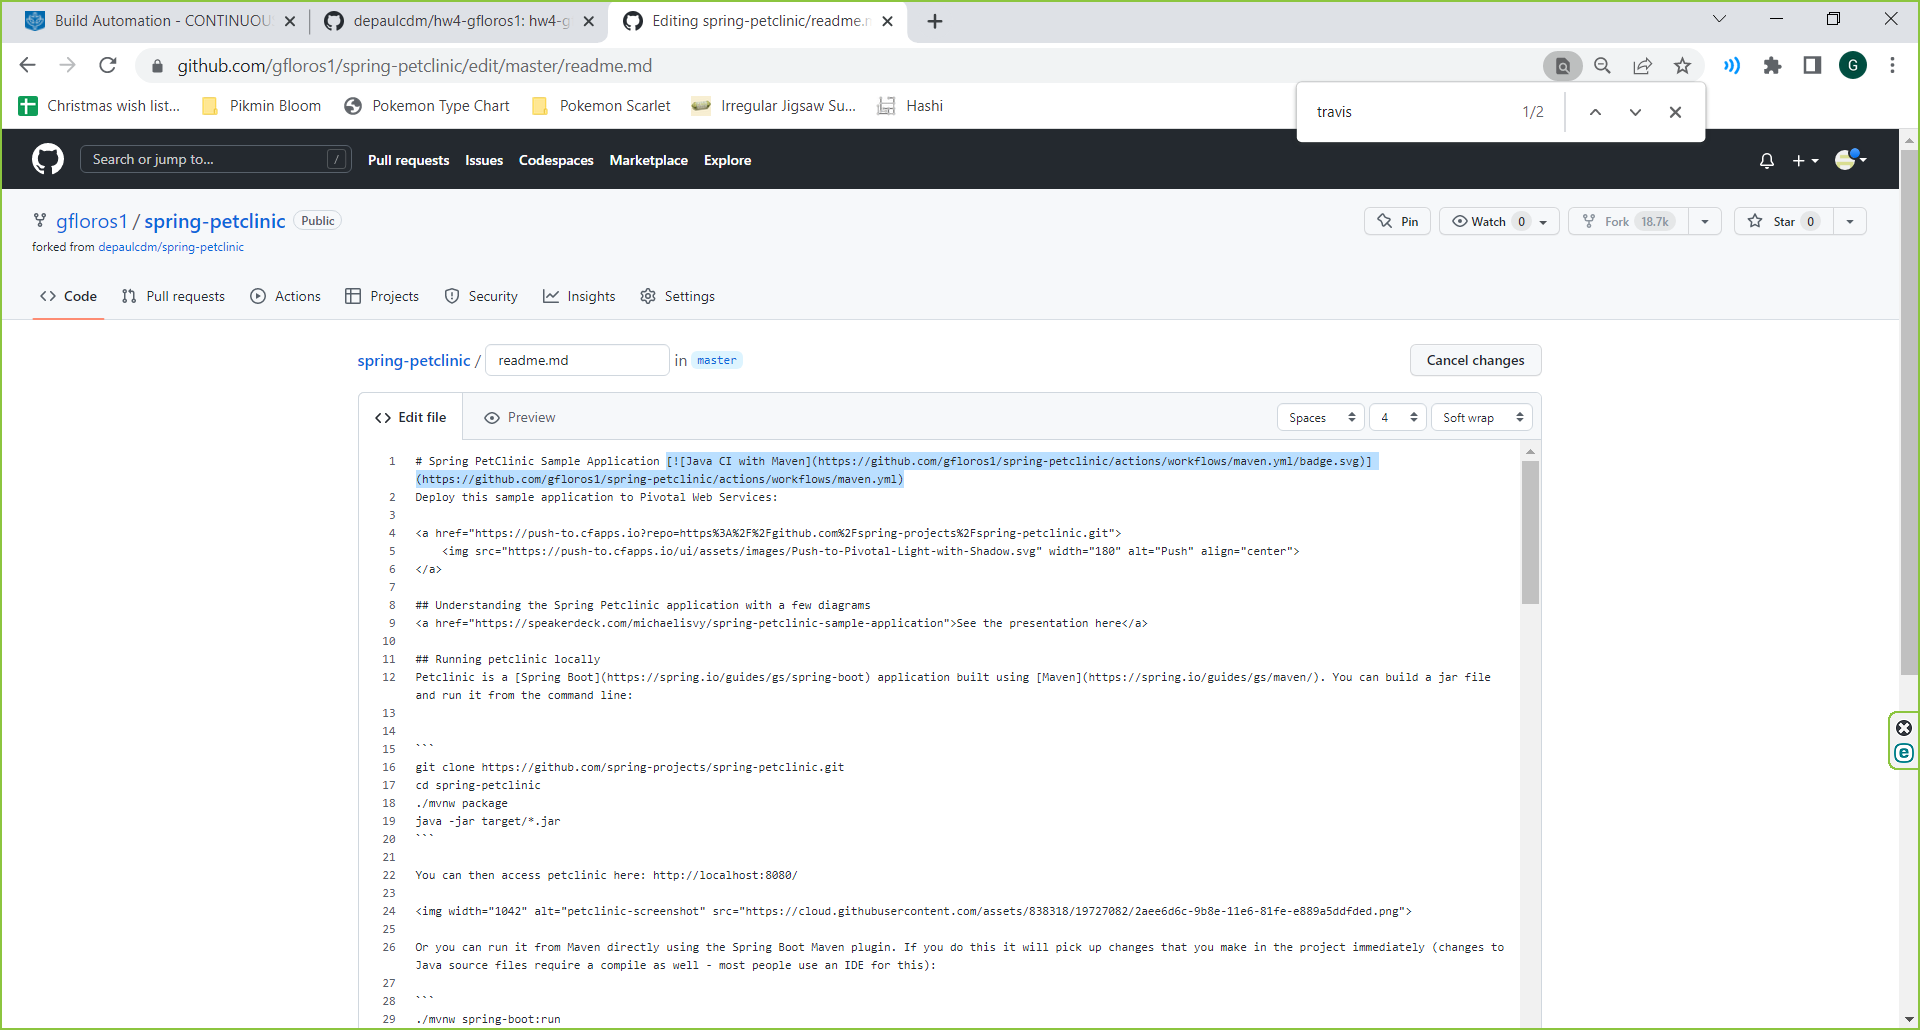 Build Automation - CONTINUOU
depaulcdm/hw4-gfloros1: hw4-g
Editing spring-petclinic/readme.m
github.com/gfloros1/spring-petclinic/edit/master/readme.md
G
Christmas wish list...
Pikmin Bloom
Pokemon Type Chart
Pokemon Scarlet
Irregular Jigsaw Su...
Hashi
travis
1/2
Search or jump to...
/
Pull requests
Issues
Codespaces
Marketplace
Explore
gfloros1 / spring-petclinic
Public
Pin
Watch 0
Fork 18.7k
Star 0
forked from depaulcdm/spring-petclinic
Code
Pull requests
Actions
Projects
Security
Insights
Settings
spring-petclinic / readme.md in master
Cancel changes
Edit file
Preview
Spaces
4
Soft wrap
1 # Spring PetClinic Sample Application [![Java CI with Maven](https://github.com/gfloros1/spring-petclinic/actions/workflows/maven.yml/badge.svg)]
(https://github.com/gfloros1/spring-petclinic/actions/workflows/maven.yml)
2 Deploy this sample application to Pivotal Web Services:
3
4 <a href="https://push-to.cfapps.io?repo=https%3A%2F%2Fgithub.com%2Fspring-projects%2Fspring-petclinic.git">
5 <img src="https://push-to.cfapps.io/ui/assets/images/Push-to-Pivotal-Light-with-Shadow.svg" width="180" alt="Push" align="center">
6 </a>
7
8 ## Understanding the Spring Petclinic application with a few diagrams
9 <a href="https://speakerdeck.com/michaelisvy/spring-petclinic-sample-application">See the presentation here</a>
10
11 ## Running petclinic locally
12 Petclinic is a [Spring Boot](https://spring.io/guides/gs/spring-boot) application built using [Maven](https://spring.io/guides/gs/maven/). You can build a jar file
and run it from the command line:
13
14
15 ```
16 git clone https://github.com/spring-projects/spring-petclinic.git
17 cd spring-petclinic
18 ./mvnw package
19 java -jar target/*.jar
20 ```
21
22 You can then access petclinic here: http://localhost:8080/
23
24 <img width="1042" alt="petclinic-screenshot" src="https://cloud.githubusercontent.com/assets/838318/19727082/2aee6d6c-9b8e-11e6-81fe-e889a5ddfded.png">
25
26 Or you can run it from Maven directly using the Spring Boot Maven plugin. If you do this it will pick up changes that you make in the project immediately (changes to
Java source files require a compile as well - most people use an IDE for this):
27
28 ```
29 ./mvnw spring-boot:run